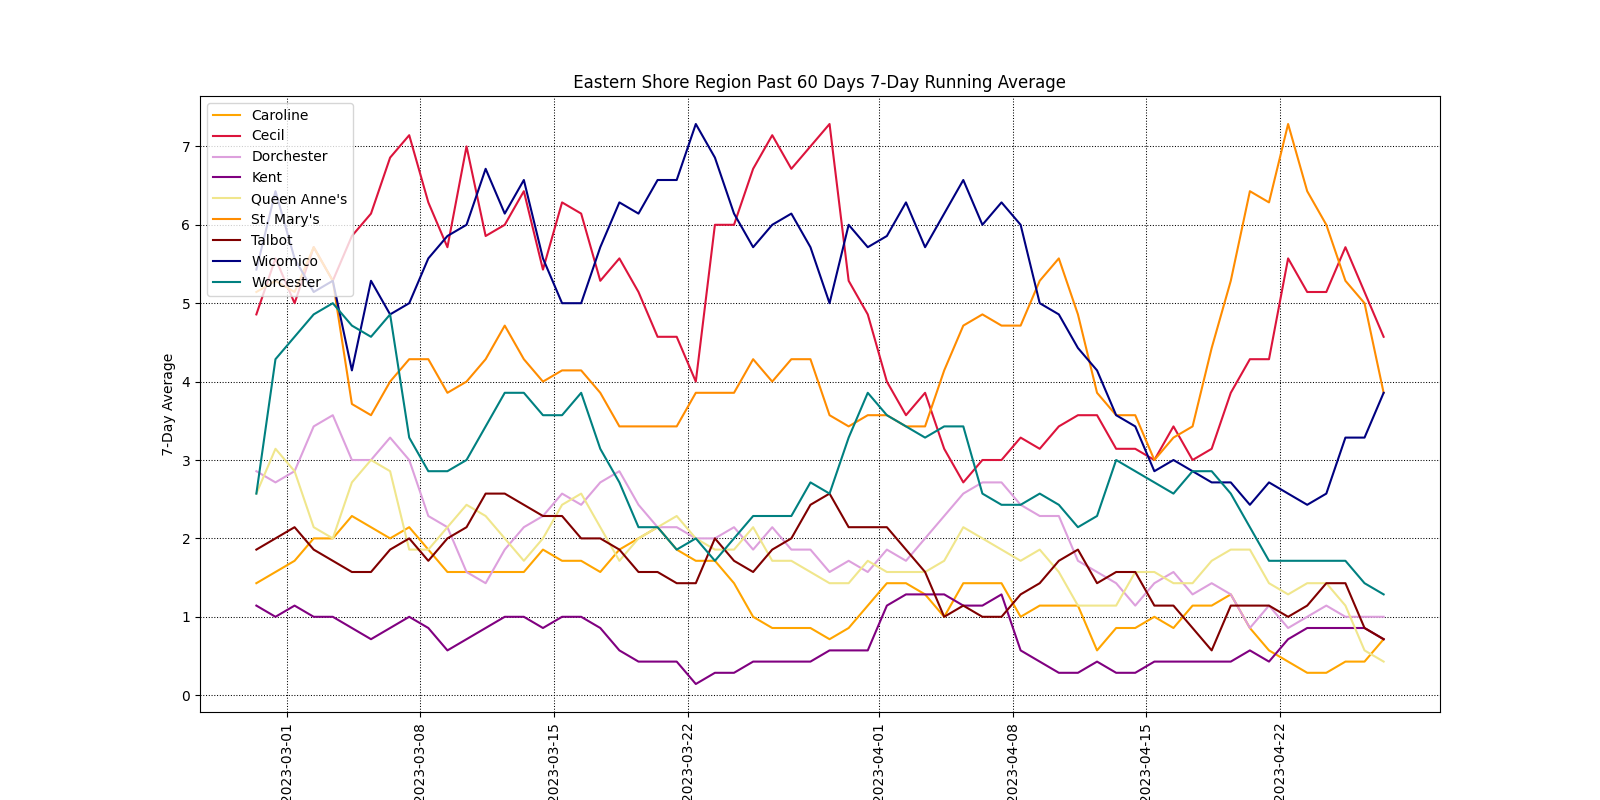 Eastern Shore Region Past 60 Days 7-Day Running Average
Caroline
Cecil
Dorchester
Kent
Queen Anne's
St. Mary's
Talbot
Wicomico
Worcester
7-Day Average
7
6
5
4
3
2
1
0
2023-03-01
2023-03-08
2023-03-15
2023-03-22
2023-04-01
2023-04-08
2023-04-15
2023-04-22